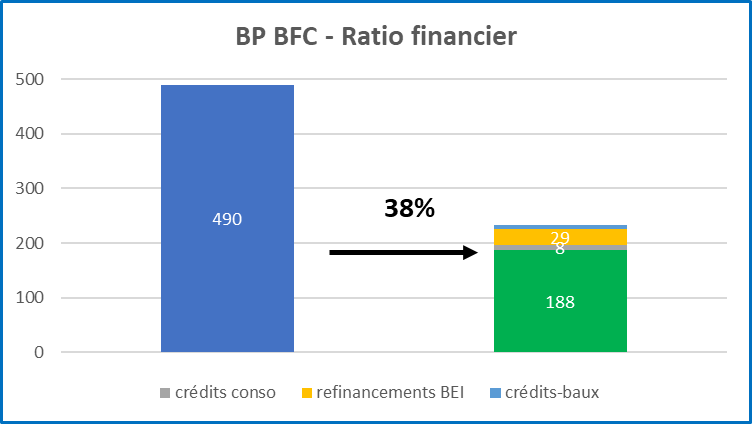 BP BFC - Ratio financier
500
400
300
200
100
0
490
38%
29
8
188
crédits conso
refinancements BEI
crédits-baux